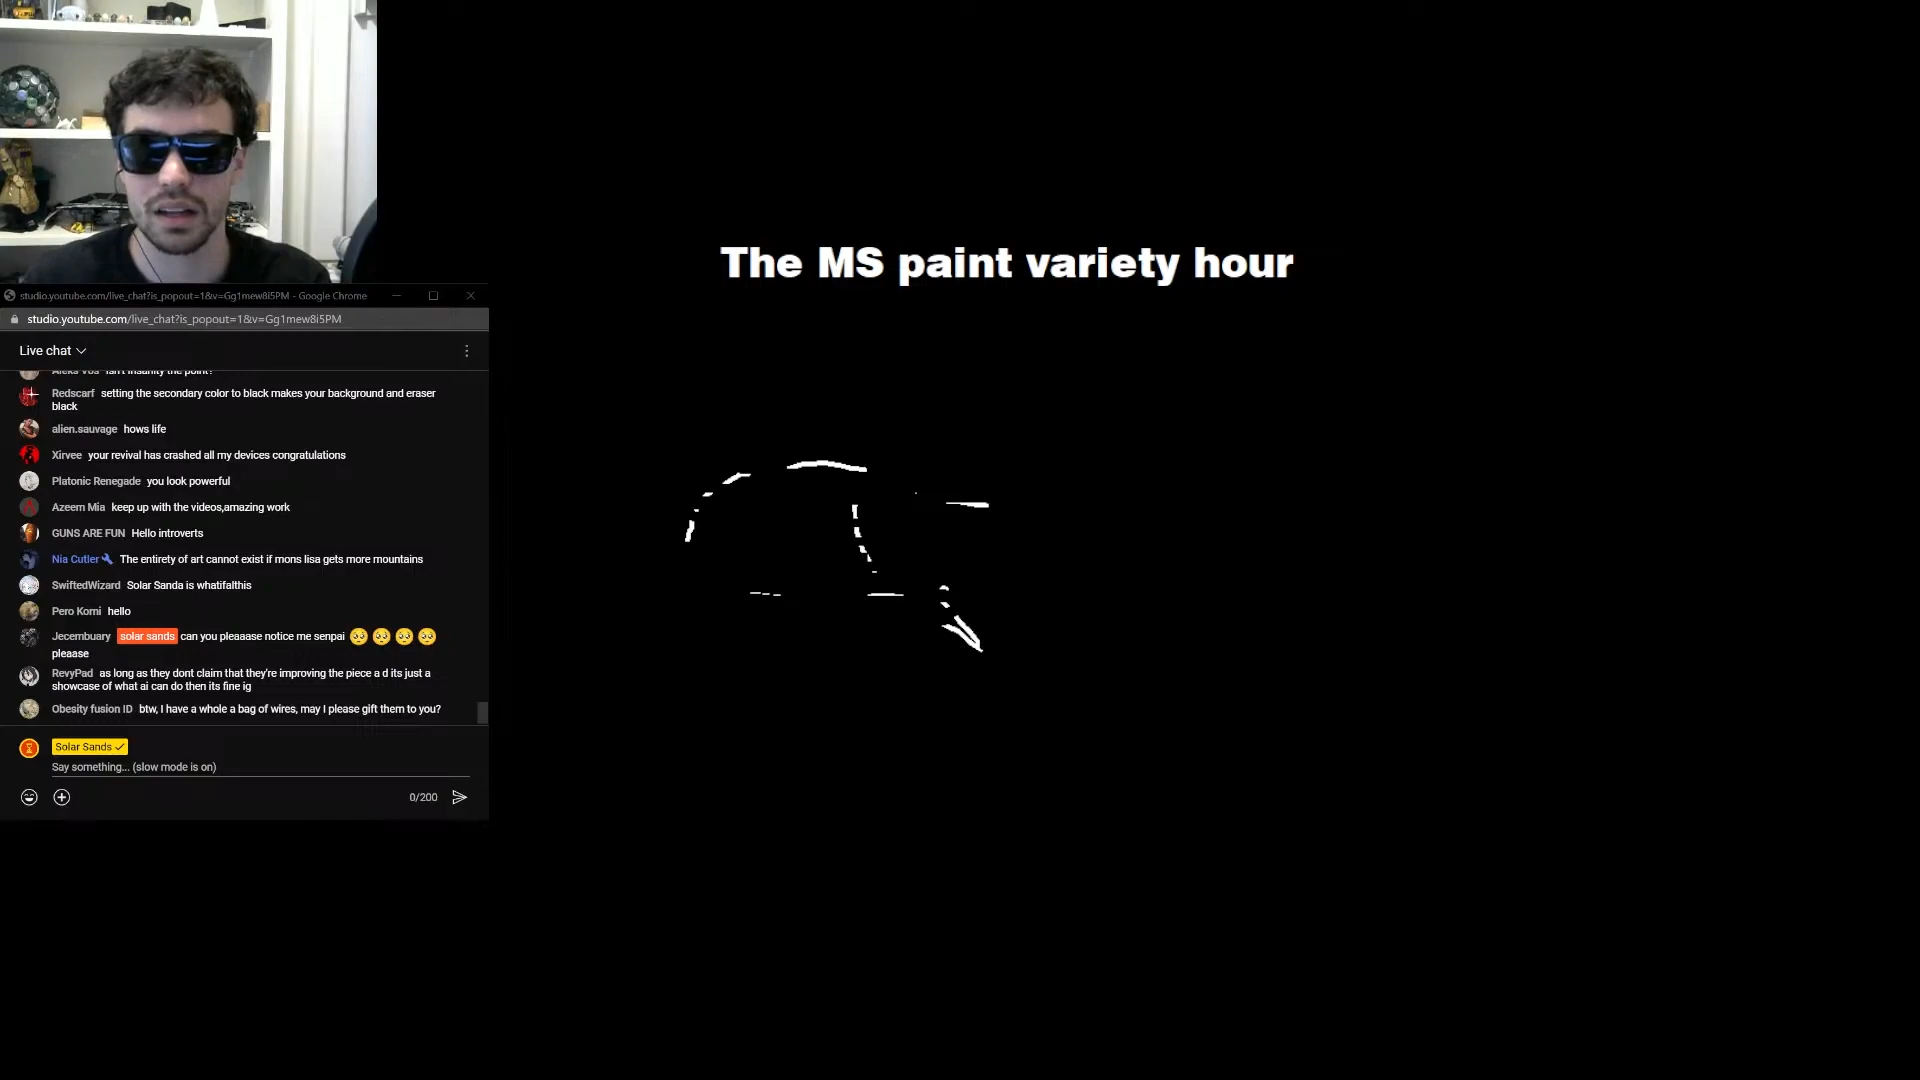 The MS paint variety hour
studio.youtube.com/live_chat?is_popout=1&v=Gg1mew8i5PM - Google Chrome
studio.youtube.com/live_chat?is_popout=1&v=Gg1mew8i5PM
Live chat
Aleks Vos isn't insanity the point?
Redscarf setting the secondary color to black makes your background and eraser
black
alien.sauvage hows life
Xirvee your revival has crashed all my devices congratulations
Platonic Renegade you look powerful
Azeem Mia keep up with the videos,amazing work
GUNS ARE FUN Hello introverts
Nia Cutler The entirety of art cannot exist if mons lisa gets more mountains
SwiftedWizard Solar Sanda is whatifalthis
Pero Korni hello
Jecembuary solar sands can you pleaaase notice me senpai 🥺 🥺 🥺 🥺
pleaase
RevyPad as long as they dont claim that they're improving the piece a d its just a
showcase of what ai can do then its fine ig
Obesity fusion ID btw, I have a whole a bag of wires, may I please gift them to you?
Solar Sands
Say something... (slow mode is on)
0/200